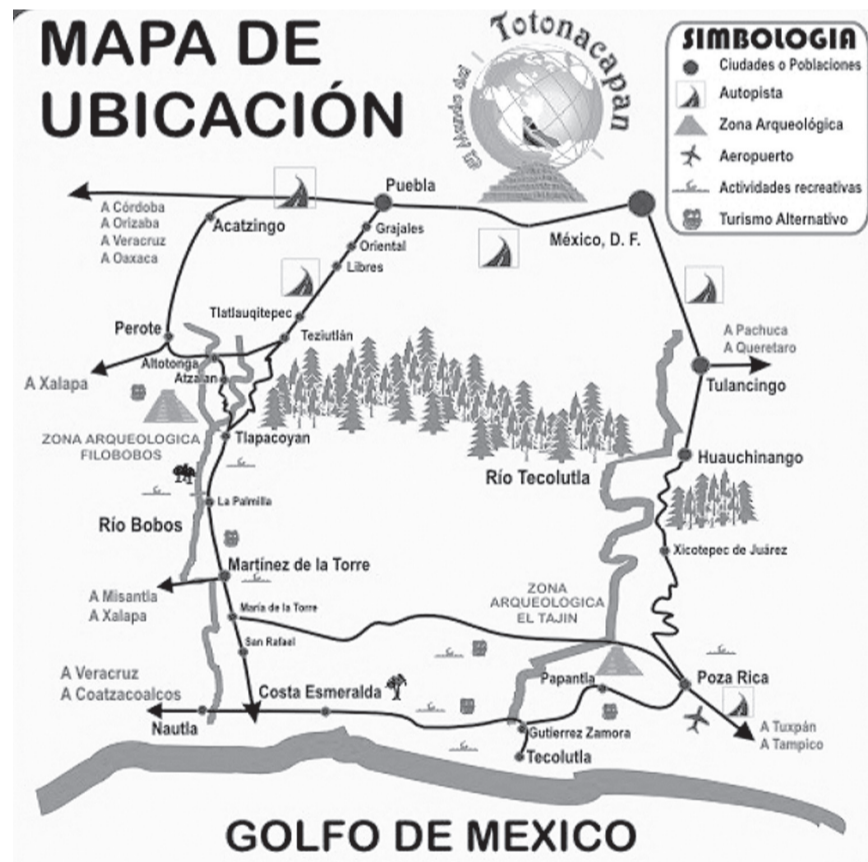 MAPA DE
UBICACIÓN
El Mundo del
Totonacapan
SIMBOLOGIA
Ciudades o Poblaciones
Autopista
Zona Arqueológica
Aeropuerto
Actividades recreativas
Turismo Alternativo
Puebla
A Córdoba
A Orizaba
A Veracruz
A Oaxaca
Acatzingo
Grajales
Oriental
Libres
México, D. F.
Tlatlauqitepec
Perote
Teziutlán
A Pachuca
A Queretaro
Altotonga
Atzalan
A Xalapa
Tulancingo
ZONA ARQUEOLOGICA
FILOBOBOS
Tlapacoyan
Huauchinango
Río Tecolutla
La Palmilla
Río Bobos
Xicotepec de Juárez
Martínez de la Torre
A Misantla
A Xalapa
ZONA
ARQUEOLOGICA
EL TAJIN
María de la Torre
San Rafael
A Veracruz
A Coatzacoalcos
Costa Esmeralda
Papantla
Poza Rica
Nautla
Gutierrez Zamora
A Tuxpán
A Tampico
Tecolutla
GOLFO DE MEXICO